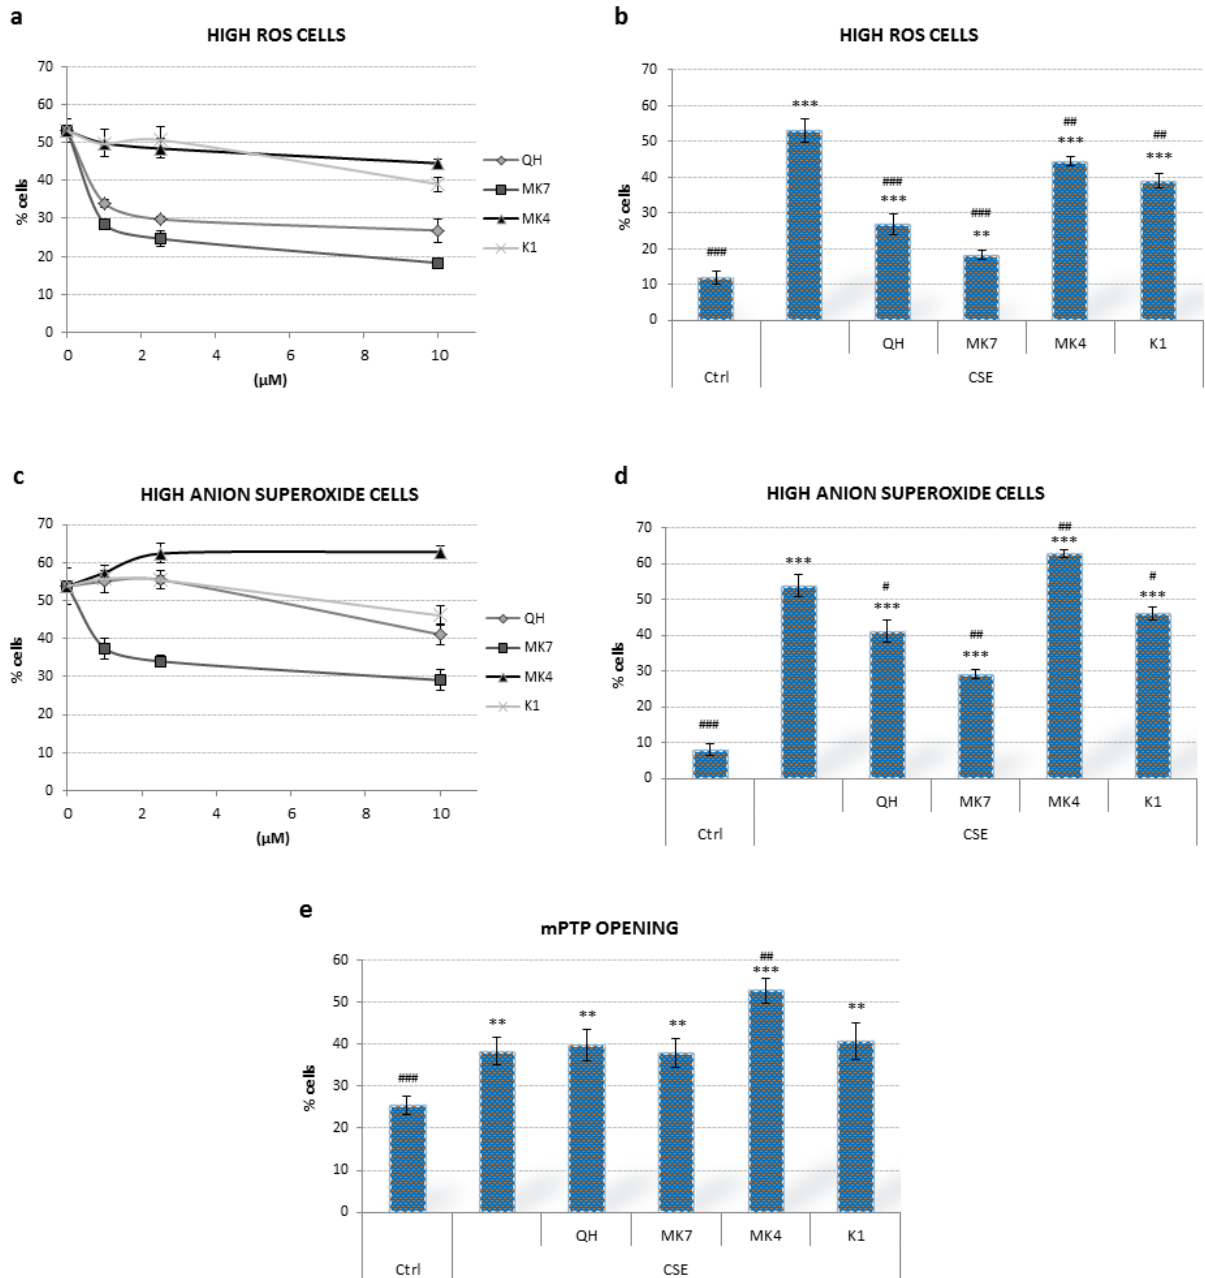 a
HIGH ROS CELLS
70
60
50
40
30
20
10
0
% cells
0 2 4 6 8 10
(µM)
QH
MK7
MK4
K1
b
HIGH ROS CELLS
70
60
50
40
30
20
10
0
% cells
###
***
###
***
###
**
##
***
##
***
QH MK7 MK4 K1
Ctrl CSE
c
HIGH ANION SUPEROXIDE CELLS
70
60
50
40
30
20
10
0
% cells
0 2 4 6 8 10
(µM)
QH
MK7
MK4
K1
d
HIGH ANION SUPEROXIDE CELLS
70
60
50
40
30
20
10
0
% cells
###
***
#
***
##
***
##
***
#
***
QH MK7 MK4 K1
Ctrl CSE
e
mPTP OPENING
60
50
40
30
20
10
0
% cells
###
**
**
**
##
***
**
QH MK7 MK4 K1
Ctrl CSE